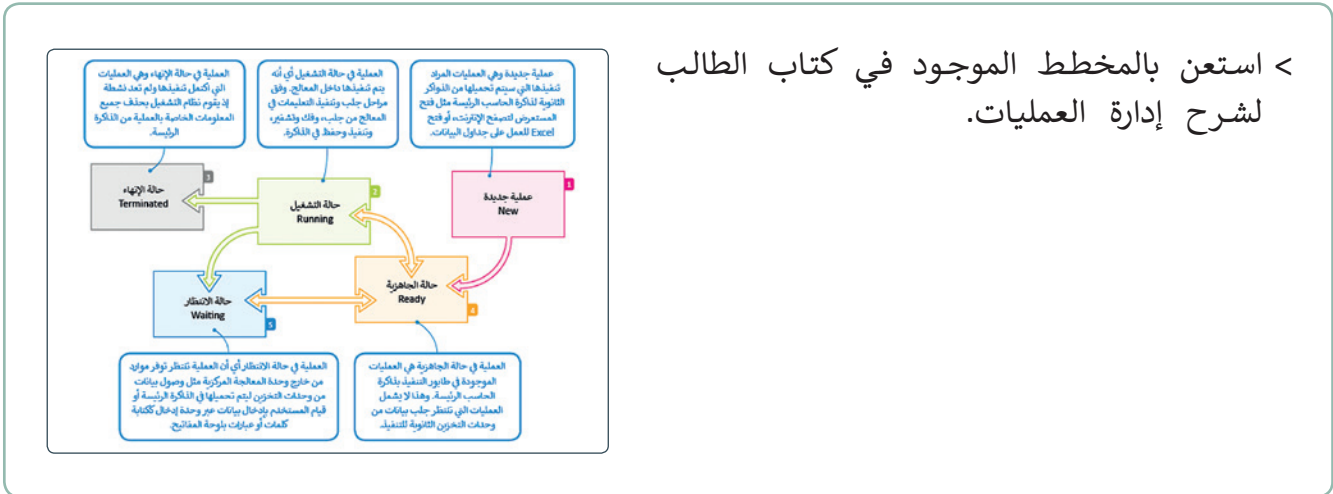 > استعن بالمخطط الموجود في كتاب الطالب
لشرح إدارة العمليات.
عملية جديدة وهي العمليات المراد
تنفيذها التي سيتم تحميلها من الذواكر
الثانوية لذاكرة الحاسب الرئيسة مثل فتح
المستعرض لتصفح الإنترنت، أو فتح
Excel للعمل على جداول البيانات.
العملية في حالة التشغيل أي أنه
يتم تنفيذها داخل المعالج. وفق
مراحل جلب وتنفيذ التعليمات في
المعالج من جلب، وفك وتشفير،
وتنفيذ وحفظ في الذاكرة.
العملية في حالة الإنهاء وهي العمليات
التي اكتمل تنفيذها ولم تعد نشطة
إذ يقوم نظام التشغيل بحذف جميع
المعلومات الخاصة بالعملية من الذاكرة
الرئيسة.
1
عملية جديدة
New
2
حالة التشغيل
Running
3
حالة الإنهاء
Terminated
حالة الجاهزية
Ready
4
حالة الانتظار
Waiting
5
العملية في حالة الجاهزية هي العمليات
الموجودة في طابور التنفيذ بذاكرة
الحاسب الرئيسة. وهذا لا يشمل
العمليات التي تنتظر جلب بيانات من
وحدات التخزين الثانوية للتنفيذ.
العملية في حالة الانتظار أي أن العملية تنتظر توفر موارد
من خارج وحدة المعالجة المركزية مثل وصول بيانات
من وحدات التخزين ليتم تحميلها في الذاكرة الرئيسة أو
قيام المستخدم بإدخال بيانات عبر وحدة إدخال ككتابة
كلمات أو عبارات بلوحة المفاتيح.